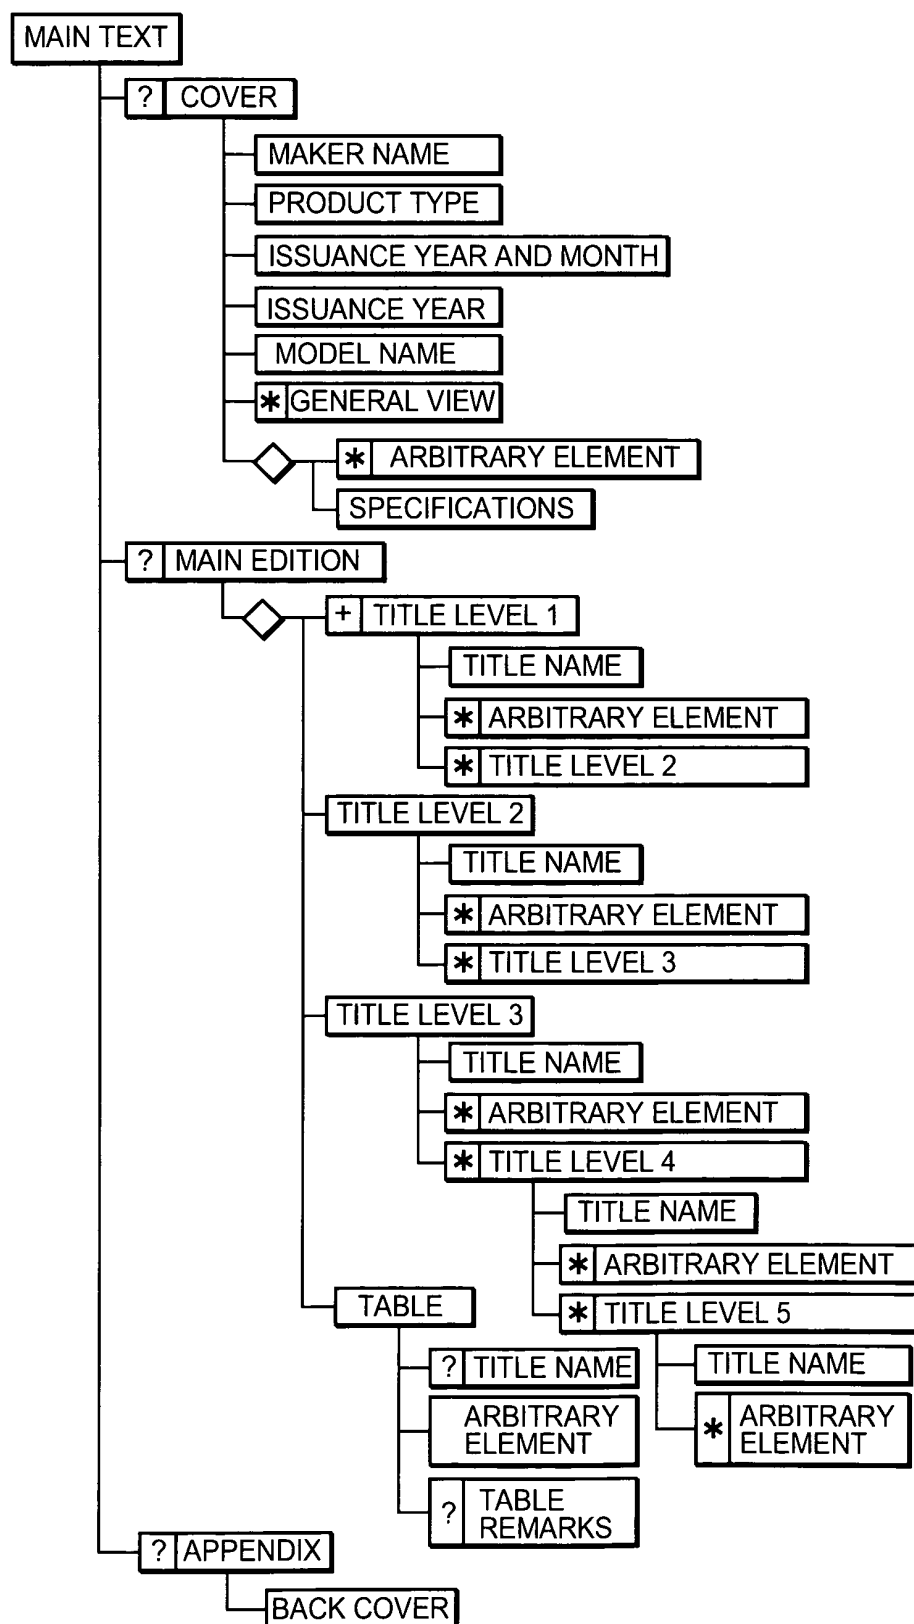 MAIN TEXT
? COVER
MAKER NAME
PRODUCT TYPE
ISSUANCE YEAR AND MONTH
ISSUANCE YEAR
MODEL NAME
* GENERAL VIEW
* ARBITRARY ELEMENT
SPECIFICATIONS
? MAIN EDITION
+ TITLE LEVEL 1
TITLE NAME
* ARBITRARY ELEMENT
* TITLE LEVEL 2
TITLE LEVEL 2
TITLE NAME
* ARBITRARY ELEMENT
* TITLE LEVEL 3
TITLE LEVEL 3
TITLE NAME
* ARBITRARY ELEMENT
* TITLE LEVEL 4
TITLE NAME
* ARBITRARY ELEMENT
* TITLE LEVEL 5
TITLE NAME
* ARBITRARY
ELEMENT
TABLE
? TITLE NAME
ARBITRARY
ELEMENT
? TABLE
REMARKS
? APPENDIX
BACK COVER